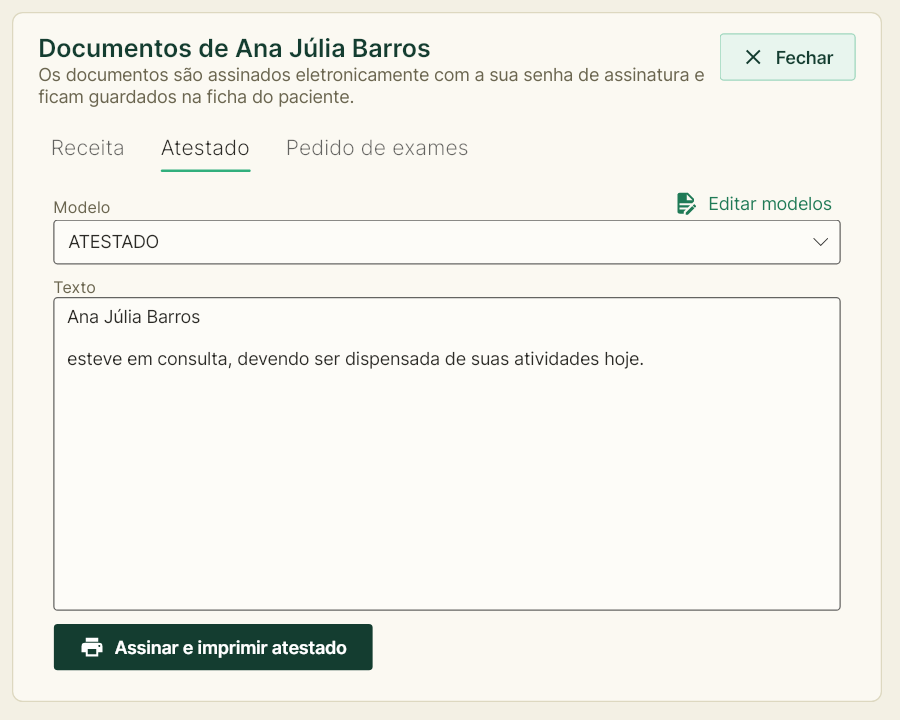 Documentos de Ana Júlia Barros
Os documentos são assinados eletronicamente com a sua senha de assinatura e
ficam guardados na ficha do paciente.
Fechar
Receita
Atestado
Pedido de exames
Modelo
Editar modelos
ATESTADO
Texto
Ana Júlia Barros
esteve em consulta, devendo ser dispensada de suas atividades hoje.
Assinar e imprimir atestado